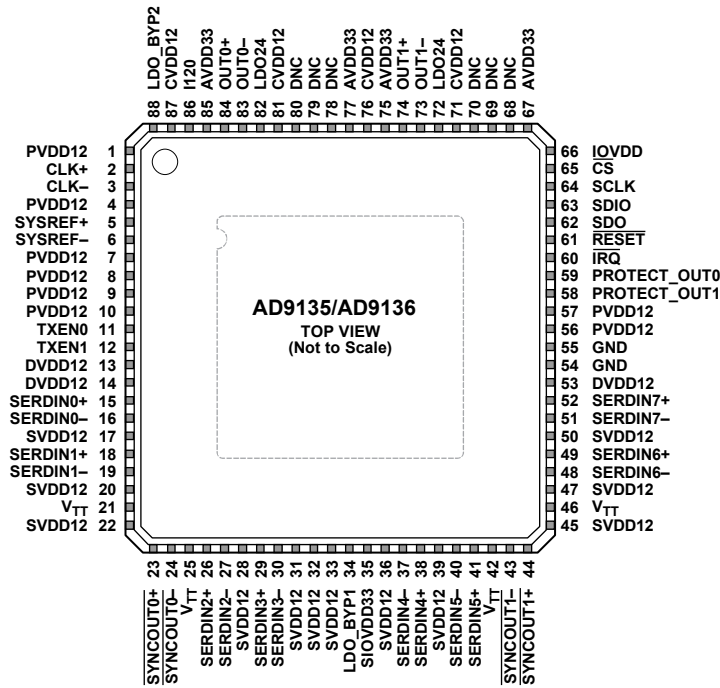 88 LDO_BYP2
87 CVDD12
86 I120
85 AVDD33
84 OUT0+
83 OUT0–
82 LDO24
81 CVDD12
80 DNC
79 DNC
78 DNC
77 AVDD33
76 CVDD12
75 AVDD33
74 OUT1+
73 OUT1–
72 LDO24
71 CVDD12
70 DNC
69 DNC
68 DNC
67 AVDD33
PVDD12 1
CLK+ 2
CLK– 3
PVDD12 4
SYSREF+ 5
SYSREF– 6
PVDD12 7
PVDD12 8
PVDD12 9
PVDD12 10
TXEN0 11
TXEN1 12
DVDD12 13
DVDD12 14
SERDIN0+ 15
SERDIN0– 16
SVDD12 17
SERDIN1+ 18
SERDIN1– 19
SVDD12 20
VTT 21
SVDD12 22
AD9135/AD9136
TOP VIEW
(Not to Scale)
66 IOVDD
65 CS
64 SCLK
63 SDIO
62 SDO
61 RESET
60 IRQ
59 PROTECT_OUT0
58 PROTECT_OUT1
57 PVDD12
56 PVDD12
55 GND
54 GND
53 DVDD12
52 SERDIN7+
51 SERDIN7–
50 SVDD12
49 SERDIN6+
48 SERDIN6–
47 SVDD12
46 VTT
45 SVDD12
SYNCOUT0+ 23
SYNCOUT0– 24
VTT 25
SERDIN2+ 26
SERDIN2– 27
SVDD12 28
SERDIN3+ 29
SERDIN3– 30
SVDD12 31
SVDD12 32
SVDD12 33
LDO_BYP1 34
SIOVDD33 35
SVDD12 36
SERDIN4– 37
SERDIN4+ 38
SVDD12 39
SERDIN5– 40
SERDIN5+ 41
VTT 42
SYNCOUT1– 43
SYNCOUT1+ 44